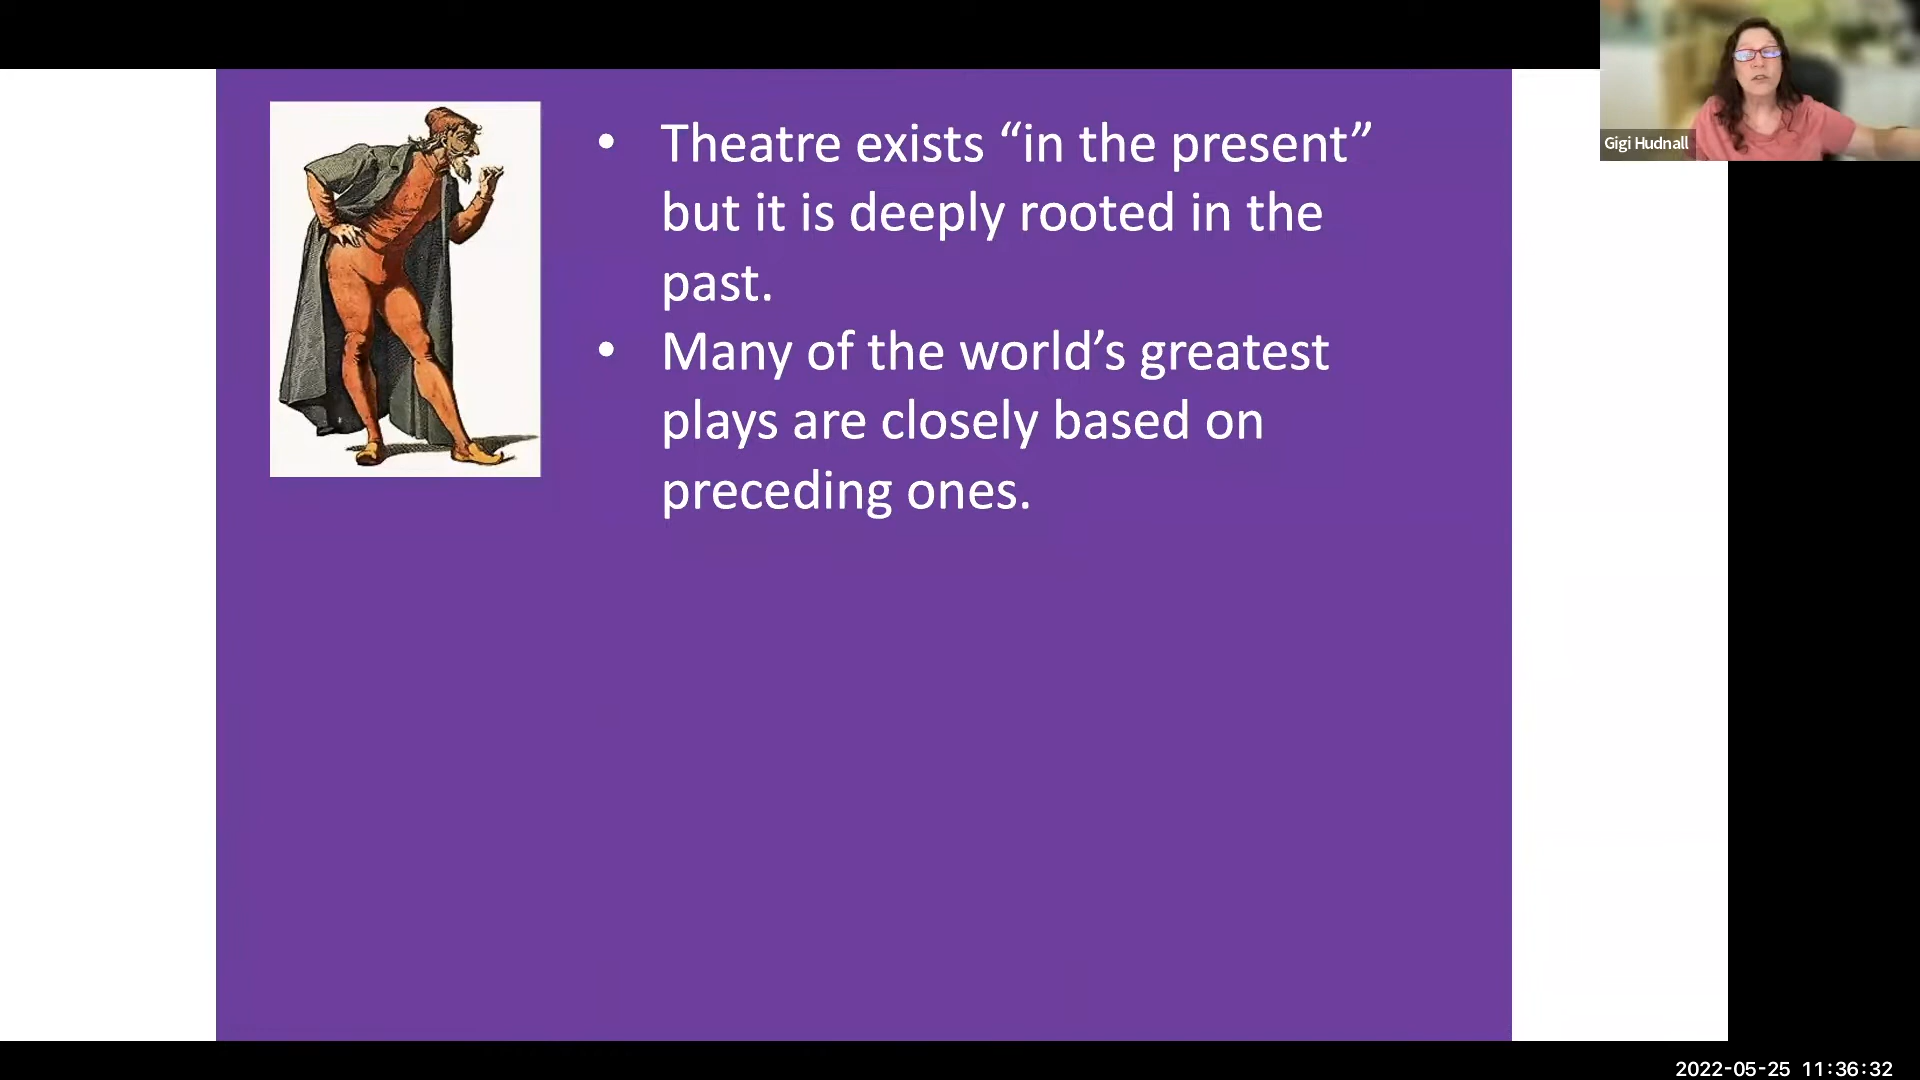 • Theatre exists “in the present”
but it is deeply rooted in the
past.
• Many of the world’s greatest
plays are closely based on
preceding ones.
Gigi Hudnall
2022-05-25 11:36:32